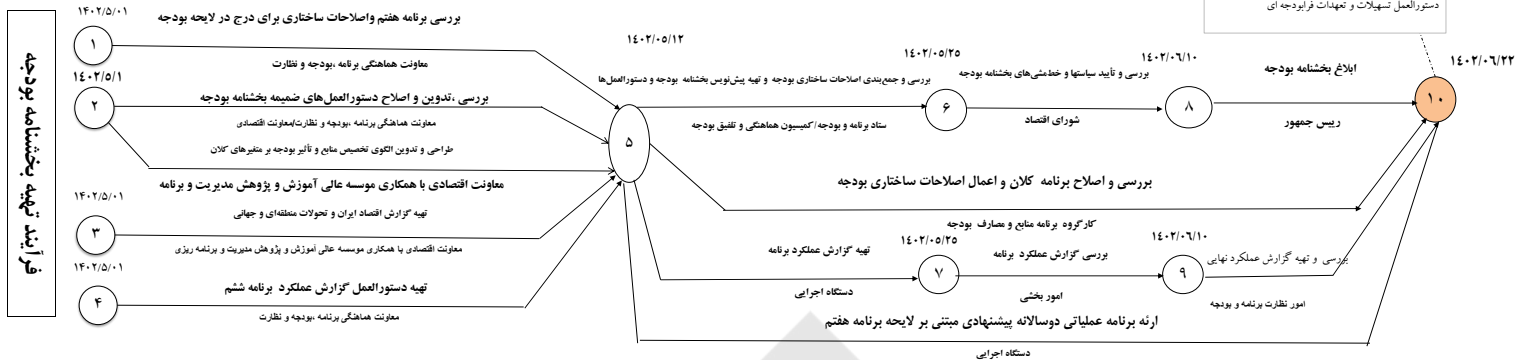 فرآیند تهیه بخشنامه بودجه
دستورالعمل تسهیلات و تعهدات فرابودجه ای
۱۴۰۲/۵/۰۱
۱
بررسی برنامه هفتم واصلاحات ساختاری برای درج در لایحه بودجه
معاونت هماهنگی برنامه ،بودجه و نظارت
۱۴۰۲/۵/۱
۲
بررسی ،تدوین و اصلاح دستورالعمل‌های ضمیمه بخشنامه بودجه
معاونت هماهنگی برنامه ،بودجه و نظارت/معاونت اقتصادی
طراحی و تدوین الگوی تخصیص منابع و تأثیر بودجه بر متغیرهای کلان
معاونت اقتصادی با همکاری موسسه عالی آموزش و پژوهش مدیریت و برنامه
۱۴۰۲/۵/۰۱
۳
تهیه گزارش اقتصاد ایران و تحولات منطقه‌ای و جهانی
معاونت اقتصادی با همکاری موسسه عالی آموزش و پژوهش مدیریت و برنامه ریزی
۱۴۰۲/۵/۰۱
۴
تهیه دستورالعمل گزارش عملکرد برنامه ششم
معاونت هماهنگی برنامه ،بودجه و نظارت
۱۴۰۲/۰۵/۱۲
۵
بررسی و جمع‌بندی اصلاحات ساختاری بودجه و تهیه پیش‌نویس بخشنامه بودجه و دستورالعمل‌ها
ستاد برنامه و بودجه/کمیسیون هماهنگی و تلفیق بودجه
۱۴۰۲/۰۵/۲۵
۶
بررسی و تأیید سیاستها و خط‌مشی‌های بخشنامه بودجه
شورای اقتصاد
۱۴۰۲/۰۶/۱۰
۸
ابلاغ بخشنامه بودجه
رییس جمهور
۱۴۰۲/۰۶/۲۲
۱۰
بررسی و اصلاح برنامه کلان و اعمال اصلاحات ساختاری بودجه
کارگروه برنامه منابع و مصارف بودجه
تهیه گزارش عملکرد برنامه
دستگاه اجرایی
۱۴۰۲/۰۵/۲۵
۷
بررسی گزارش عملکرد برنامه
امور بخشی
۱۴۰۲/۰۶/۱۰
۹
بررسی و تهیه گزارش عملکرد نهایی
امور نظارت برنامه و بودجه
ارئه برنامه عملیاتی دوسالانه پیشنهادی مبتنی بر لایحه برنامه هفتم
دستگاه اجرایی